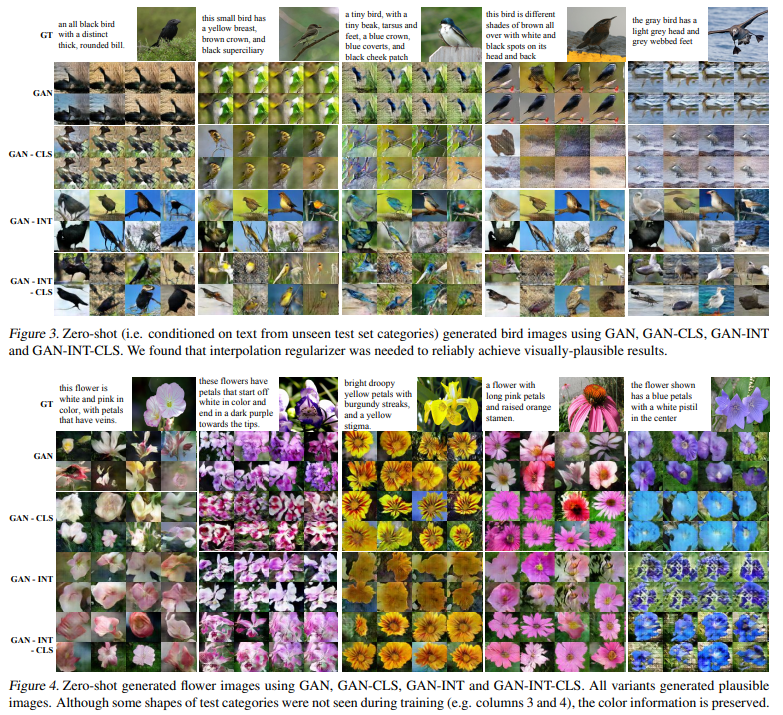 GT
an all black bird
with a distinct
thick, rounded bill.
this small bird has
a yellow breast,
brown crown, and
black superciliary
a tiny bird, with a
tiny beak, tarsus and
feet, a blue crown,
blue coverts, and
black cheek patch
this bird is different
shades of brown all
over with white and
black spots on its
head and back
the gray bird has a
light grey head and
grey webbed feet
GAN
GAN - CLS
GAN - INT
GAN - INT
- CLS
Figure 3. Zero-shot (i.e. conditioned on text from unseen test set categories) generated bird images using GAN, GAN-CLS, GAN-INT
and GAN-INT-CLS. We found that interpolation regularizer was needed to reliably achieve visually-plausible results.
GT
this flower is
white and pink in
color, with petals
that have veins.
these flowers have
petals that start off
white in color and
end in a dark purple
towards the tips.
bright droopy
yellow petals with
burgundy streaks,
and a yellow
stigma.
a flower with
long pink petals
and raised orange
stamen.
the flower shown
has a blue petals
with a white pistil
in the center
GAN
GAN - CLS
GAN - INT
GAN - INT
- CLS
Figure 4. Zero-shot generated flower images using GAN, GAN-CLS, GAN-INT and GAN-INT-CLS. All variants generated plausible
images. Although some shapes of test categories were not seen during training (e.g. columns 3 and 4), the color information is preserved.